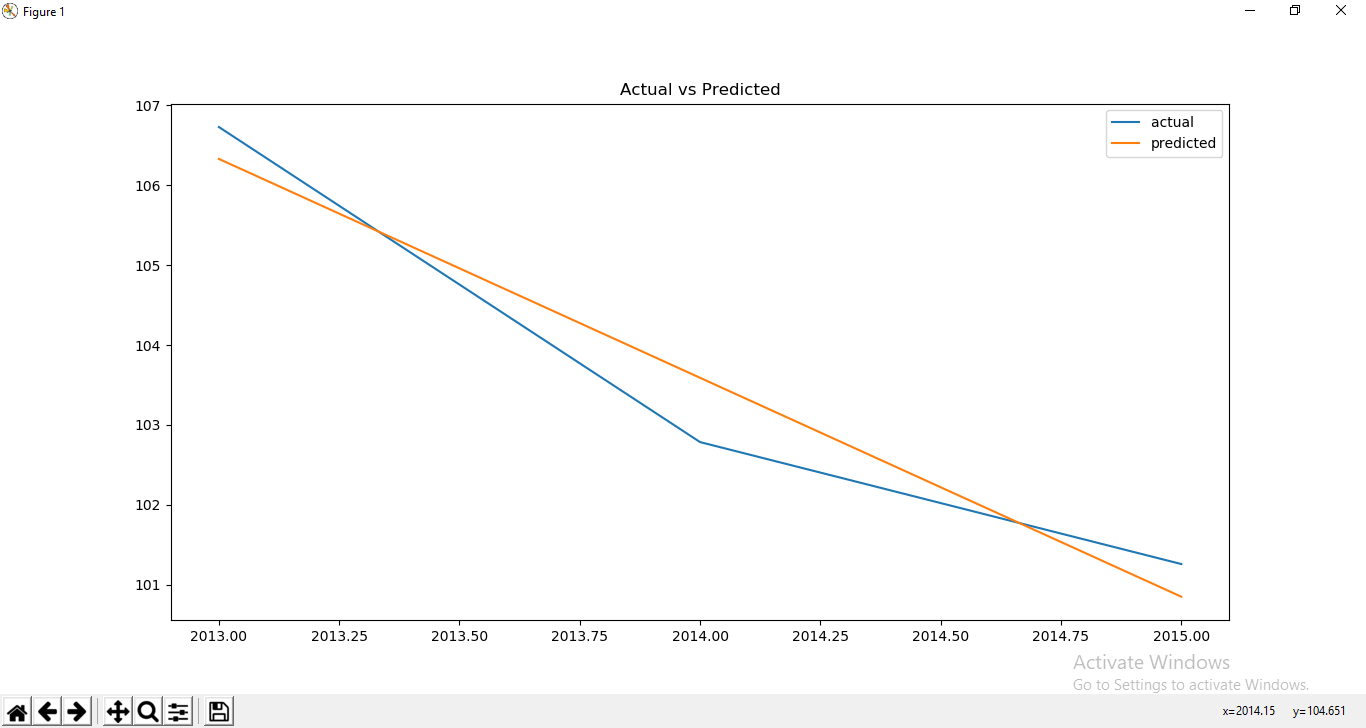 Figure 1
Actual vs Predicted
107
106
105
104
103
102
101
actual
predicted
2013.00 2013.25 2013.50 2013.75 2014.00 2014.25 2014.50 2014.75 2015.00
Activate Windows
Go to Settings to activate Windows.
x=2014.15 y=104.651